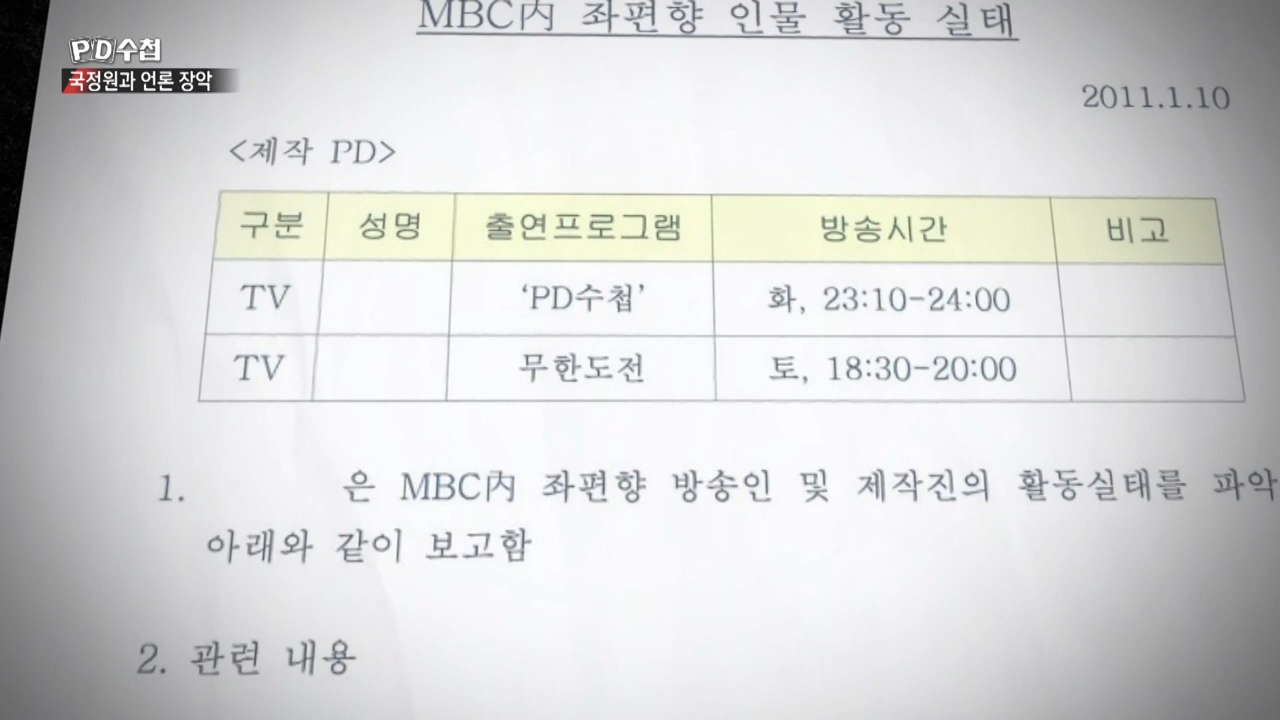 MBC內 좌편향 인물 활동 실태
PD수첩
국정원과 언론 장악
2011.1.10
<제작 PD>
구분 성명 출연프로그램 방송시간 비고
TV ‘PD수첩’ 화, 23:10-24:00
TV 무한도전 토, 18:30-20:00
1. 은 MBC內 좌편향 방송인 및 제작진의 활동실태를 파악
아래와 같이 보고함
2. 관련 내용